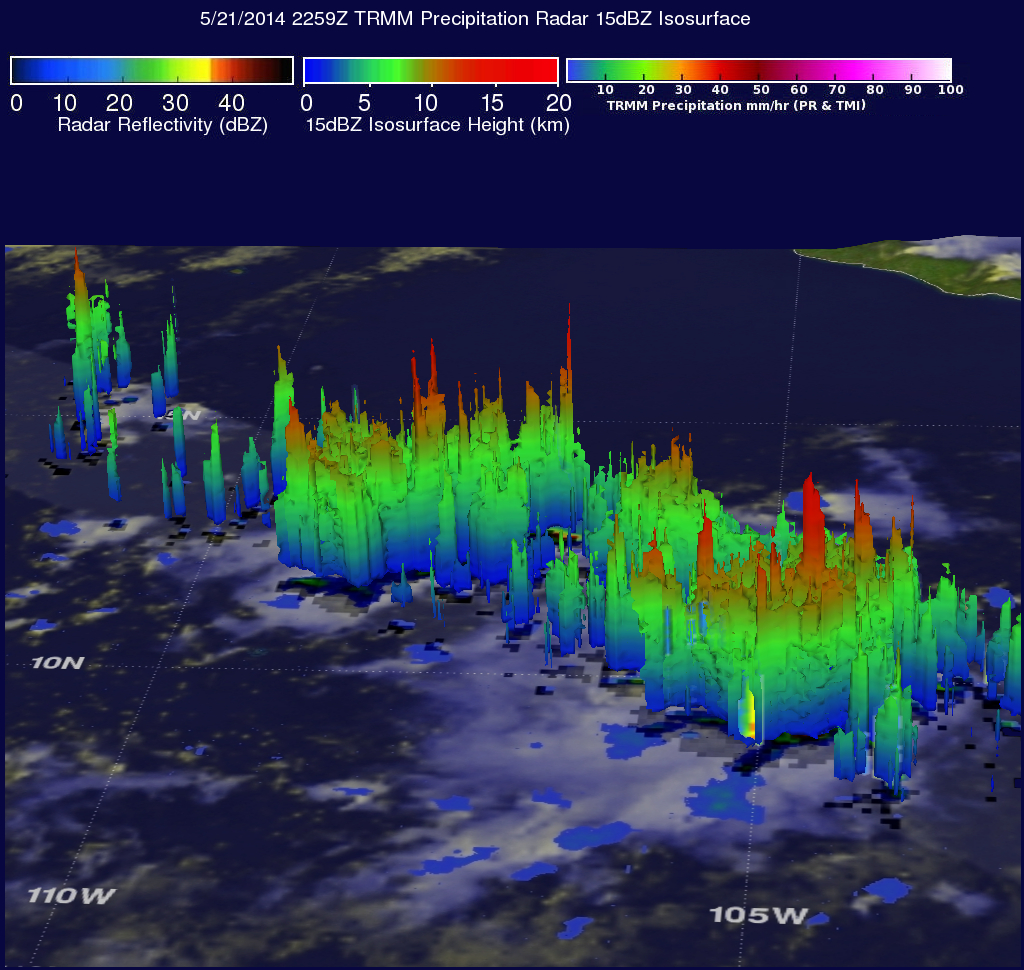 5/21/2014 2259Z TRMM Precipitation Radar 15dBZ Isosurface
0 10 20 30 40
Radar Reflectivity (dBZ)
0 5 10 15 20
15dBZ Isosurface Height (km)
10 20 30 40 50 60 70 80 90 100
TRMM Precipitation mm/hr (PR & TMI)
10N
110W
105W